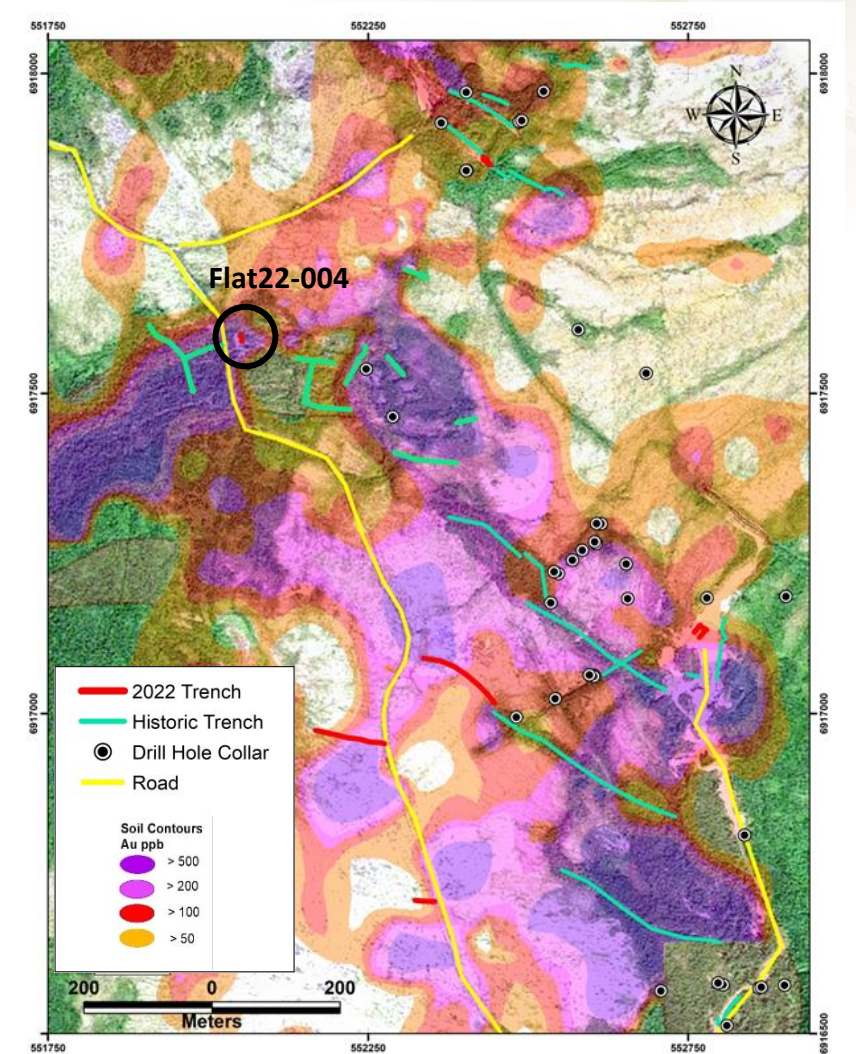 551750
552250
552750
6918000
6918000
N
W E
S
Flat22-004
6917500
6917500
2022 Trench
Historic Trench
Drill Hole Collar
Road
Soil Contours
Au ppb
> 500
> 200
> 100
> 50
6917000
200 0 200
Meters
6916500
551750
552250
552750